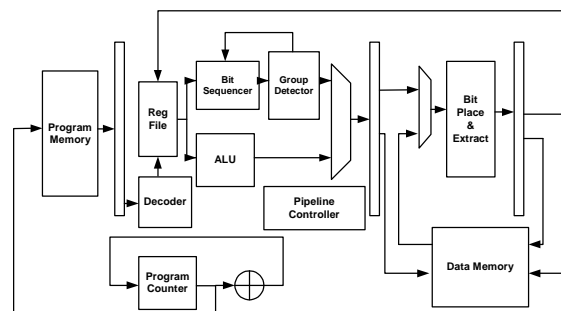 Program
Memory
Reg
File
Decoder
Bit
Sequencer
Group
Detector
ALU
Pipeline
Controller
Bit
Place
&
Extract
Program
Counter
Data Memory